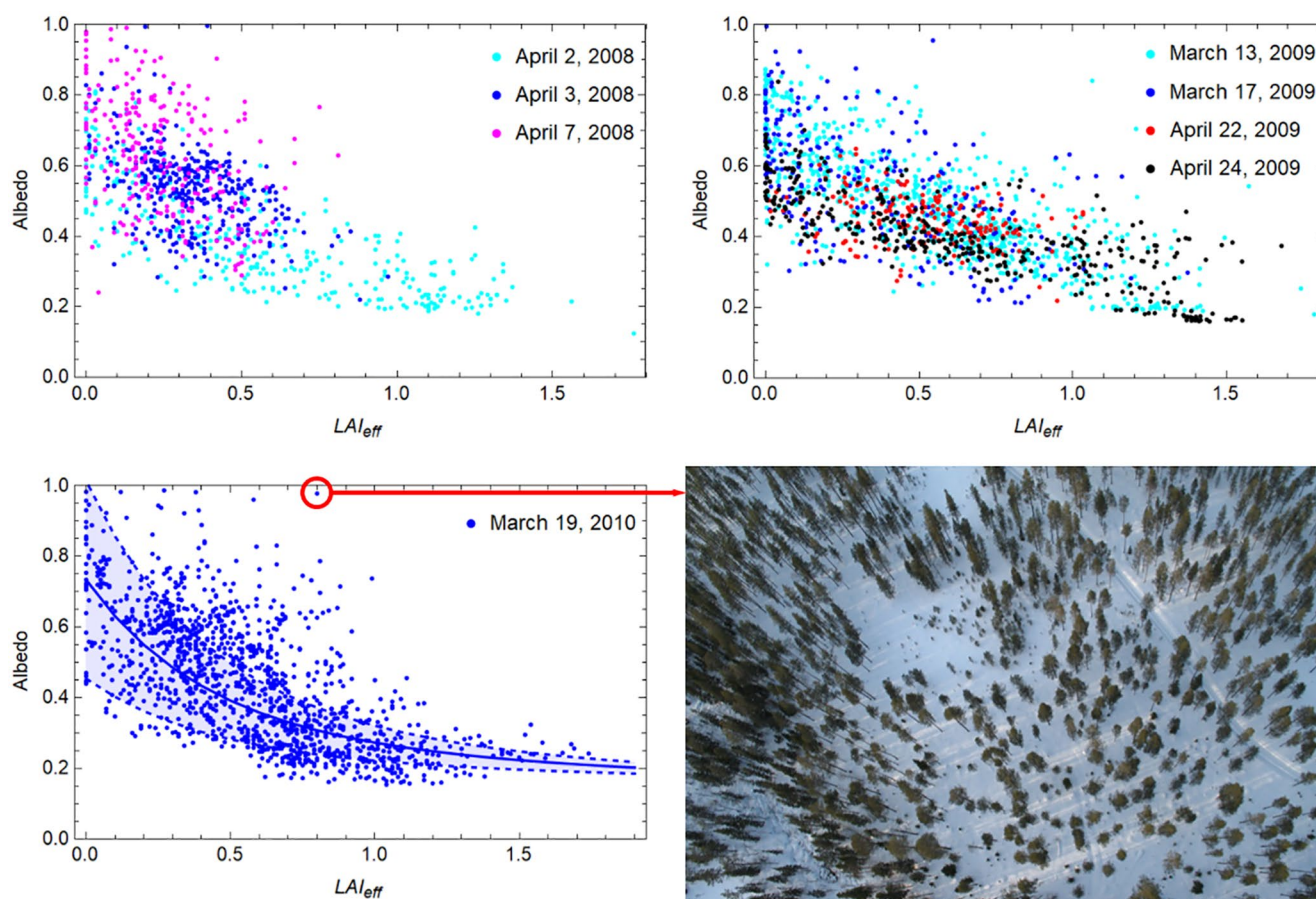 1.0
0.8
0.6
0.4
0.2
0.0
Albedo
April 2, 2008
April 3, 2008
April 7, 2008
0.0 0.5 1.0 1.5
LAIeff
1.0
0.8
0.6
0.4
0.2
0.0
Albedo
March 13, 2009
March 17, 2009
April 22, 2009
April 24, 2009
0.0 0.5 1.0 1.5
LAIeff
1.0
0.8
0.6
0.4
0.2
0.0
Albedo
March 19, 2010
0.0 0.5 1.0 1.5
LAIeff